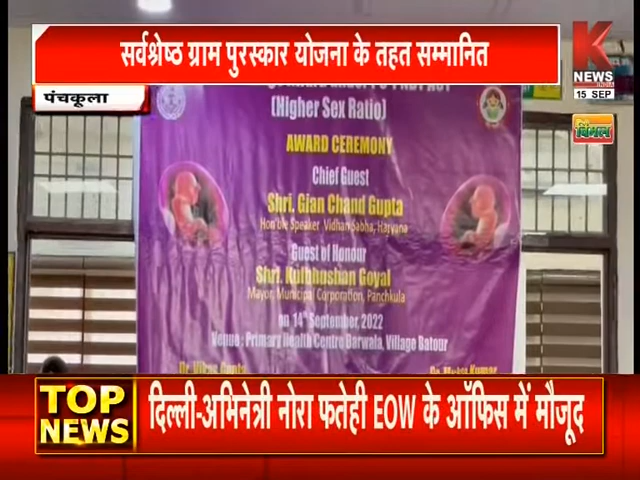 सर्वश्रेष्ठ ग्राम पुरस्कार योजना के तहत सम्मानित
पंचकूला
K
NEWS
INDIA
15 SEP
विमल
(Higher Sex Ratio)
AWARD CEREMONY
Chief Guest
Shri. Gian Chand Gupta
Hon'ble Speaker Vidhan Sabha, Haryana
Guest of Honour
Shri. Kulbhushan Goyal
Mayor, Municipal Corporation, Panchkula
on 14th September, 2022
Venue : Primary Health Centre Barwala, Village Batour
TOP
NEWS
दिल्ली-अभिनेत्री नोरा फतेही EOW के ऑफिस में मौजूद